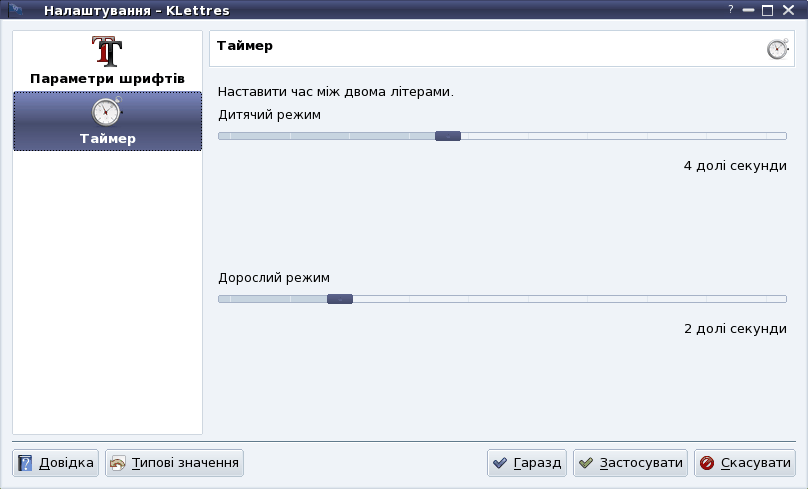 Налаштування – KLettres
?
Параметри шрифтів
Таймер
Таймер
Наставити час між двома літерами.
Дитячий режим
4 долі секунди
Дорослий режим
2 долі секунди
Довідка
Типові значення
Гаразд
Застосувати
Скасувати